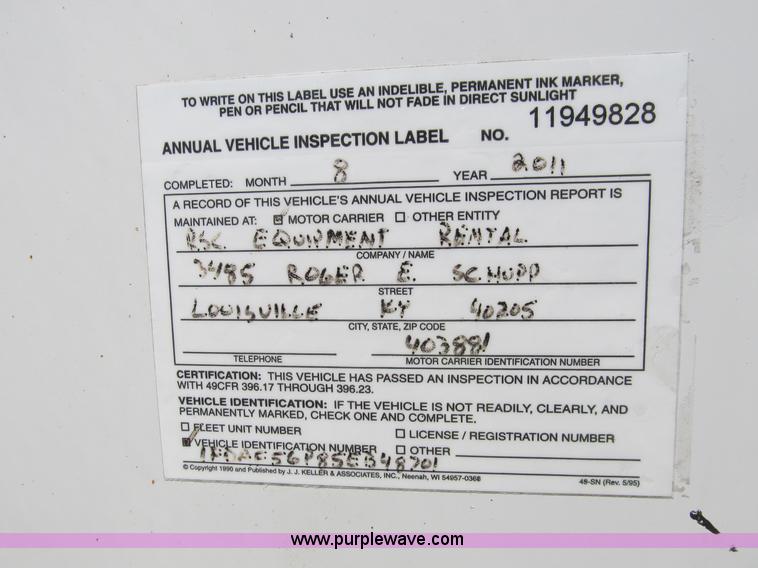 TO WRITE ON THIS LABEL USE AN INDELIBLE, PERMANENT INK MARKER,
PEN OR PENCIL THAT WILL NOT FADE IN DIRECT SUNLIGHT
ANNUAL VEHICLE INSPECTION LABEL NO. 11949828
COMPLETED: MONTH 8 YEAR 2011
A RECORD OF THIS VEHICLE'S ANNUAL VEHICLE INSPECTION REPORT IS
MAINTAINED AT: MOTOR CARRIER OTHER ENTITY
RSC EQUIPMENT RENTAL
COMPANY / NAME
3485 ROGER E. SCHUPP
STREET
LOUISVILLE KY 40205
CITY, STATE, ZIP CODE
403881
TELEPHONE MOTOR CARRIER IDENTIFICATION NUMBER
CERTIFICATION: THIS VEHICLE HAS PASSED AN INSPECTION IN ACCORDANCE
WITH 49CFR 396.17 THROUGH 396.23.
VEHICLE IDENTIFICATION: IF THE VEHICLE IS NOT READILY, CLEARLY, AND
PERMANENTLY MARKED, CHECK ONE AND COMPLETE.
FLEET UNIT NUMBER LICENSE / REGISTRATION NUMBER
VEHICLE IDENTIFICATION NUMBER OTHER
1FDAF56P85EB48701
© Copyright 1990 and Published by J. J. KELLER & ASSOCIATES, INC., Neenah, WI 54957-0368 48-SN (Rev. 5/95)
www.purplewave.com